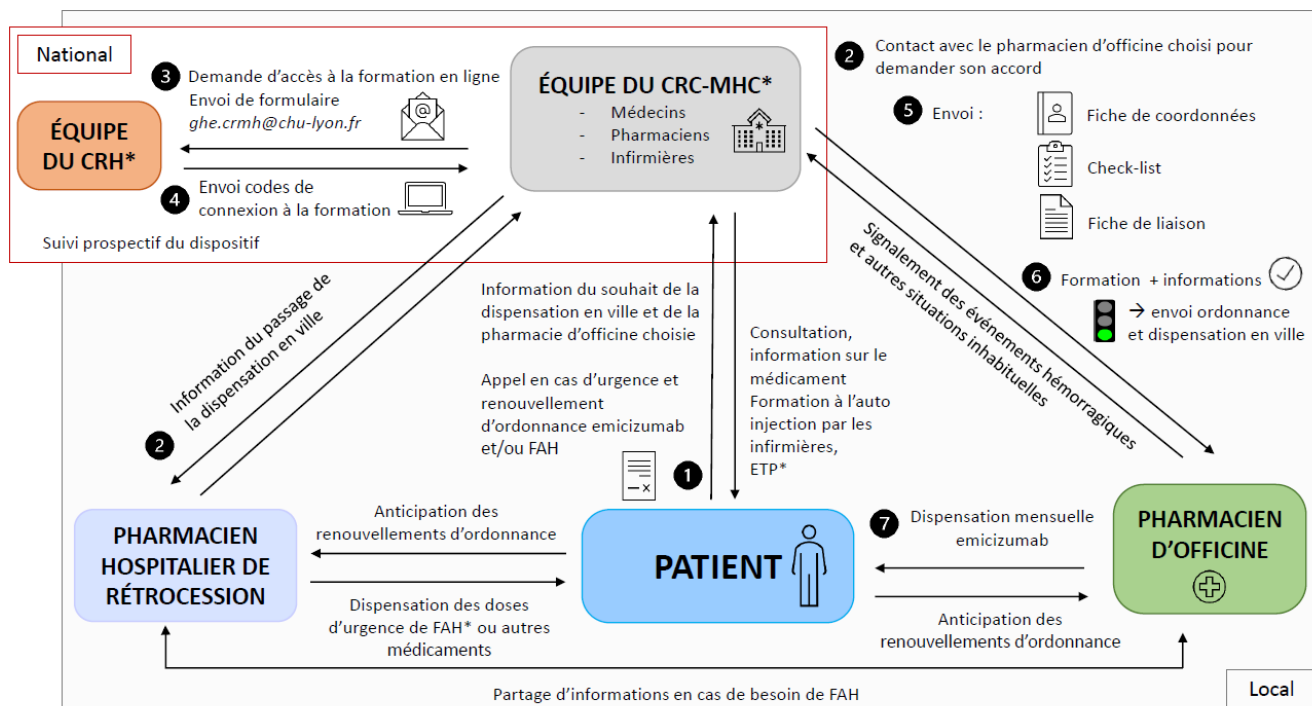 National
3
Demande d’accès à la formation en ligne
Envoi de formulaire
ghe.crmh@chu-lyon.fr
@
ÉQUIPE
DU CRH*
4
Envoi codes de
connexion à la formation
Suivi prospectif du dispositif
ÉQUIPE DU CRC-MHC*
- Médecins
- Pharmaciens
- Infirmières
2
Contact avec le pharmacien d’officine choisi pour
demander son accord
5
Envoi :
Fiche de coordonnées
Check-list
Fiche de liaison
6
Formation + informations
→ envoi ordonnance
et dispensation en ville
Signalement des événements hémorragiques
et autres situations inhabituelles
Information du passage de
la dispensation en ville
2
Information du souhait de la
dispensation en ville et de la
pharmacie d’officine choisie
Appel en cas d’urgence et
renouvellement
d’ordonnance emicizumab
et/ou FAH
1
Consultation,
information sur le
médicament
Formation à l’auto
injection par les
infirmières,
ETP*
PHARMACIEN
HOSPITALIER DE
RÉTROCESSION
Anticipation des
renouvellements d’ordonnance
Dispensation des doses
d’urgence de FAH* ou autres
médicaments
PATIENT
7
Dispensation mensuelle
emicizumab
Anticipation des
renouvellements d’ordonnance
PHARMACIEN
D’OFFICINE
Partage d’informations en cas de besoin de FAH
Local